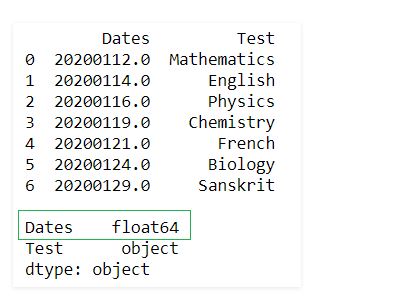 Dates Test
0 20200112.0 Mathematics
1 20200114.0 English
2 20200116.0 Physics
3 20200119.0 Chemistry
4 20200121.0 French
5 20200124.0 Biology
6 20200129.0 Sanskrit
Dates float64
Test object
dtype: object